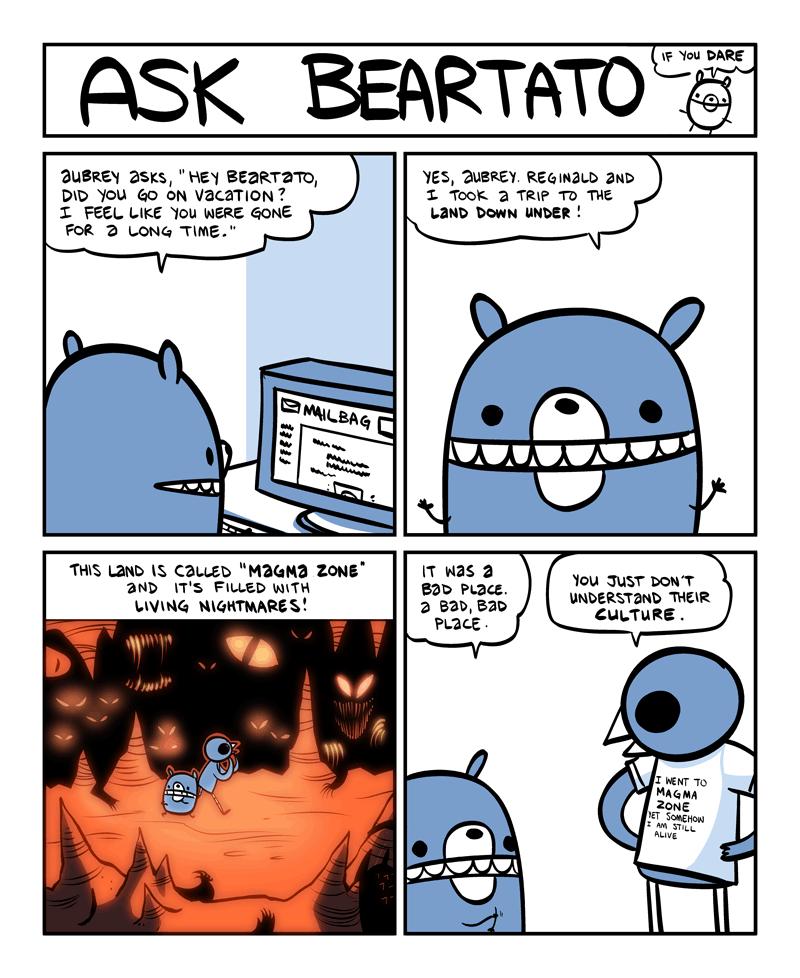 ASK BEARTATO
IF YOU DARE
AUBREY ASKS, "HEY BEARTATO,
DID YOU GO ON VACATION?
I FEEL LIKE YOU WERE GONE
FOR A LONG TIME."
MAILBAG
YES, AUBREY. REGINALD AND
I TOOK A TRIP TO THE
LAND DOWN UNDER!
THIS LAND IS CALLED "MAGMA ZONE"
AND IT'S FILLED WITH
LIVING NIGHTMARES!
IT WAS A
BAD PLACE.
A BAD, BAD
PLACE.
YOU JUST DON'T
UNDERSTAND THEIR
CULTURE.
I WENT TO
MAGMA
ZONE
YET SOMEHOW
I AM STILL
ALIVE